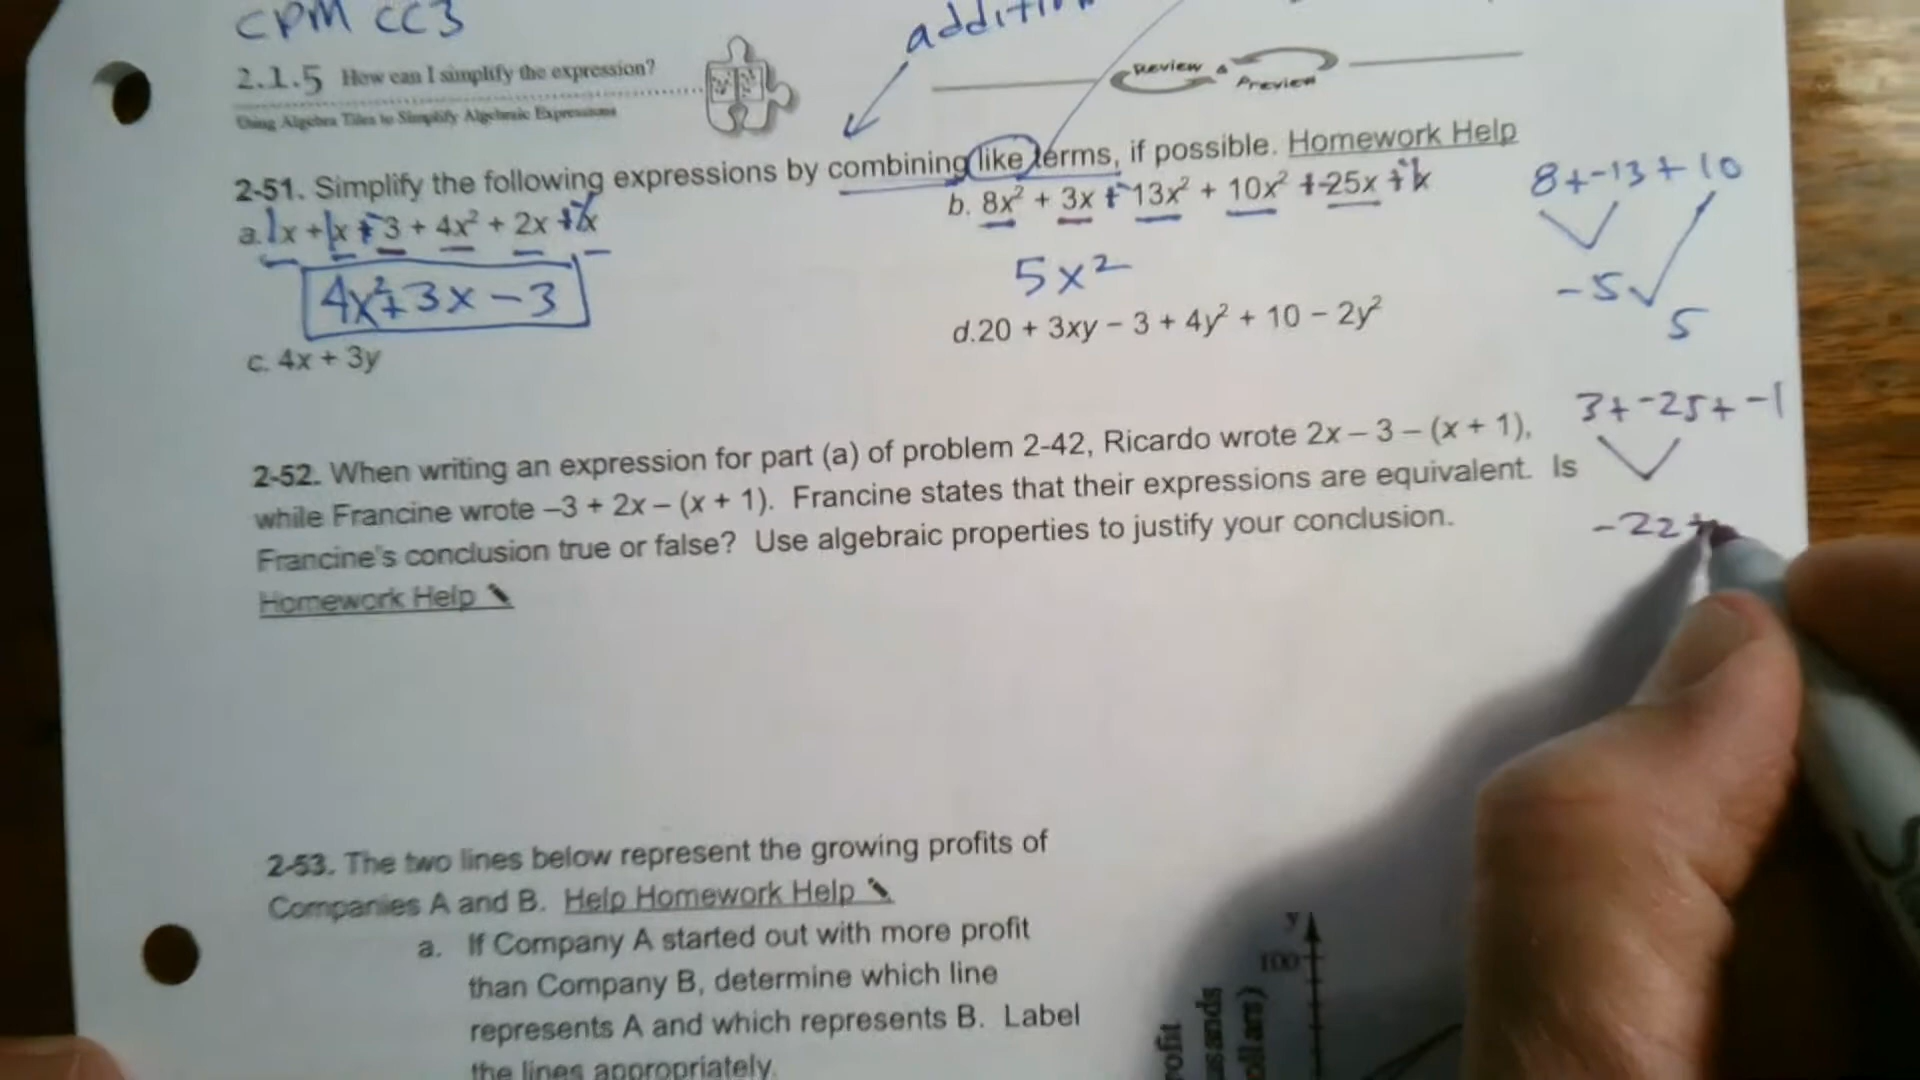 CPM CC3
additi
2.1.5 How can I simplify the expression?
Using Algebra Tiles to Simplify Algebraic Expressions
Review & Preview
2-51. Simplify the following expressions by combining like terms, if possible. Homework Help
a. 1x + 1x + -3 + 4x² + 2x + -x
b. 8x² + 3x + -13x² + 10x² + -25x + -1x
8 + -13 + 10
4x² + 3x - 3
5x²
-5
5
c. 4x + 3y
d. 20 + 3xy – 3 + 4y² + 10 – 2y²
3 + -25 + -1
-22 +
2-52. When writing an expression for part (a) of problem 2-42, Ricardo wrote 2x – 3 – (x + 1),
while Francine wrote –3 + 2x – (x + 1). Francine states that their expressions are equivalent. Is
Francine's conclusion true or false? Use algebraic properties to justify your conclusion.
Homework Help
2-53. The two lines below represent the growing profits of
Companies A and B. Help Homework Help
a. If Company A started out with more profit
than Company B, determine which line
represents A and which represents B. Label
the lines appropriately.
y
100